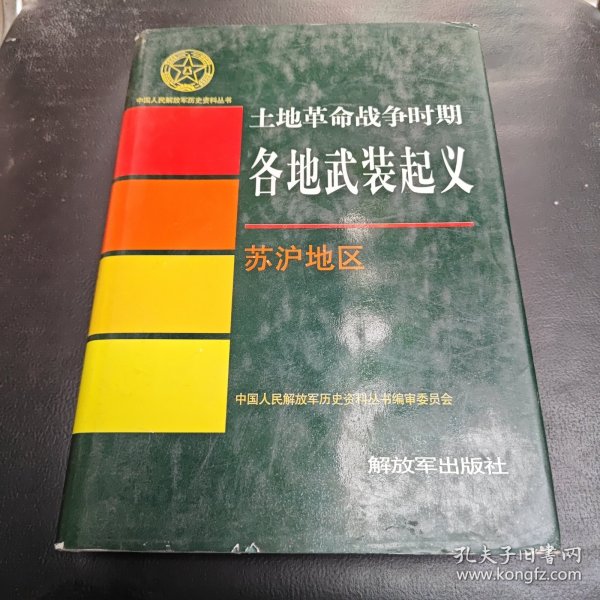 中国人民解放军历史资料丛书
土地革命战争时期
各地武装起义
苏沪地区
中国人民解放军历史资料丛书编审委员会
解放军出版社
孔夫子旧书网
www.kongfz.com